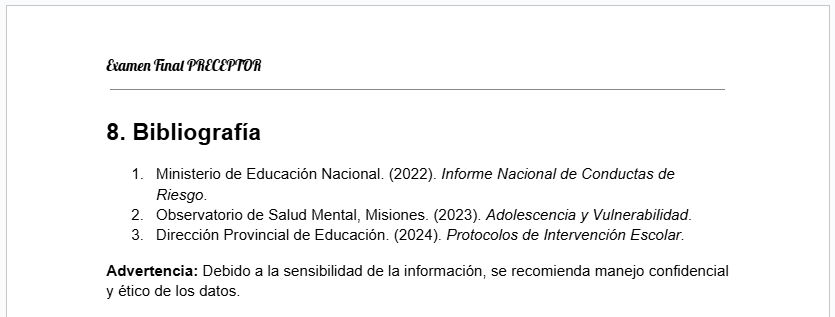 Examen Final PRECEPTOR
8. Bibliografía
1. Ministerio de Educación Nacional. (2022). Informe Nacional de Conductas de
Riesgo.
2. Observatorio de Salud Mental, Misiones. (2023). Adolescencia y Vulnerabilidad.
3. Dirección Provincial de Educación. (2024). Protocolos de Intervención Escolar.
Advertencia: Debido a la sensibilidad de la información, se recomienda manejo confidencial
y ético de los datos.